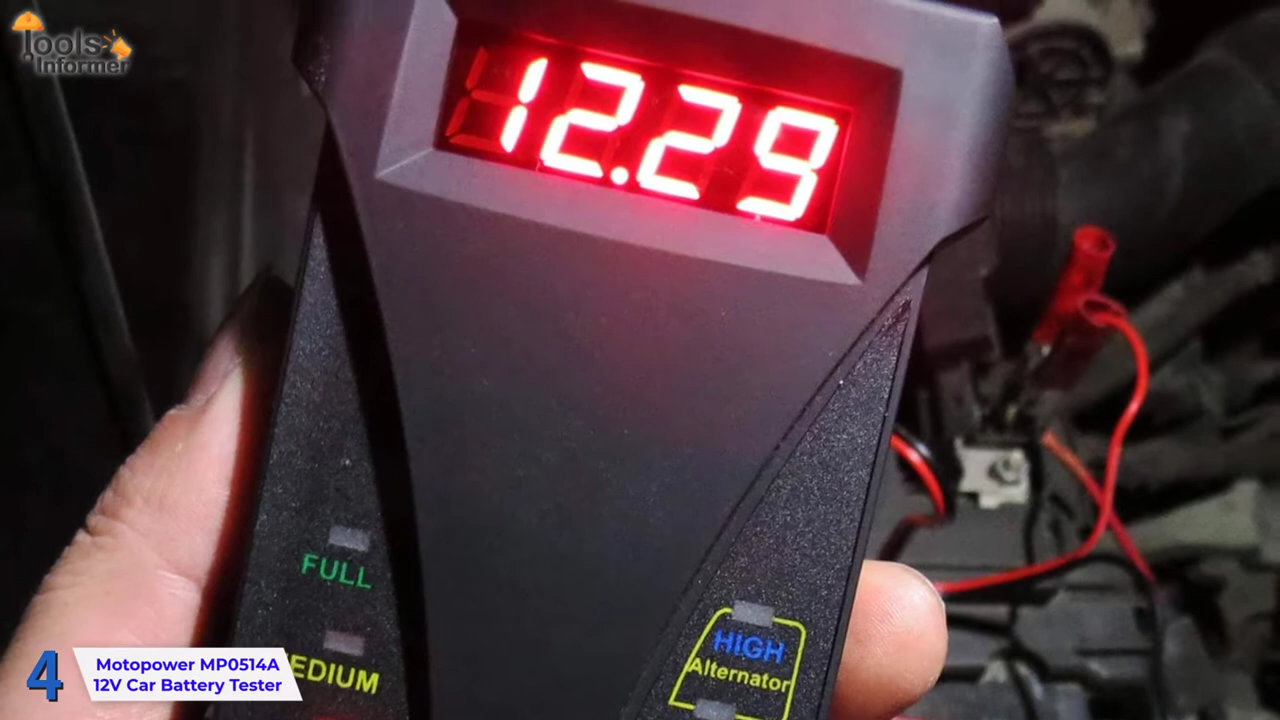 Tools
Informer
12.29
FULL
EDIUM
HIGH
Alternator
4
Motopower MP0514A
12V Car Battery Tester